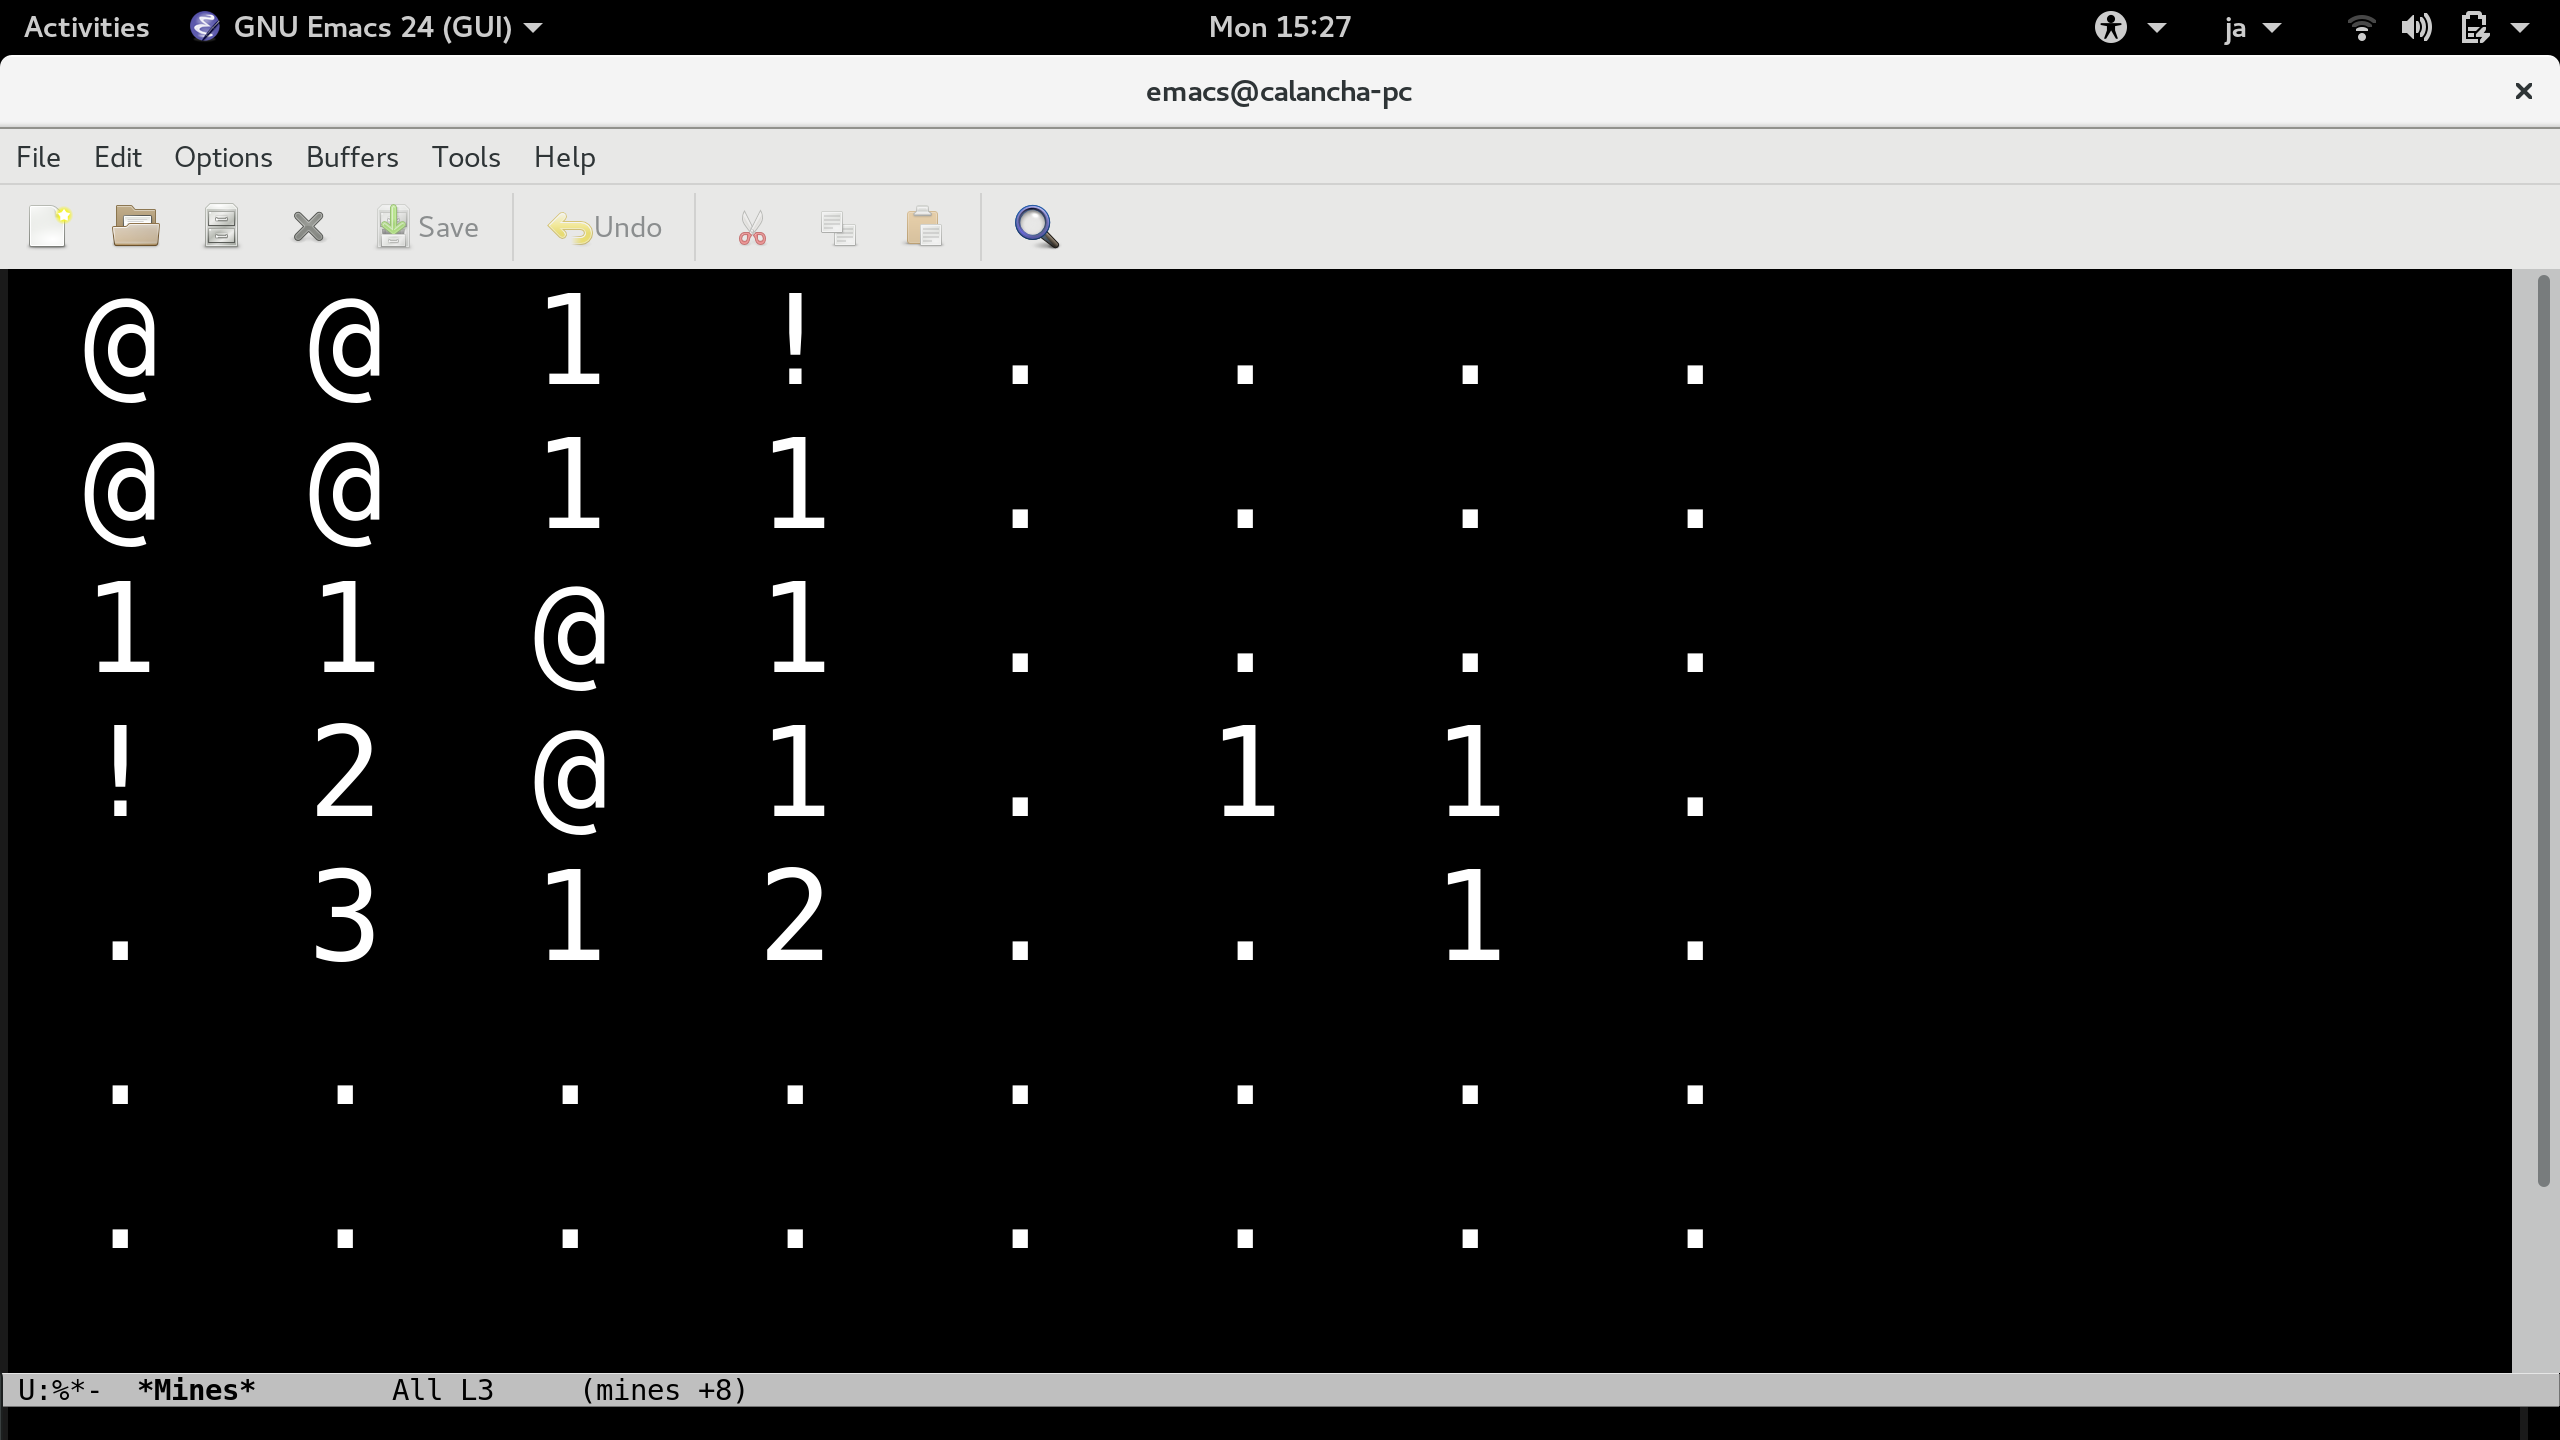 Activities GNU Emacs 24 (GUI) Mon 15:27 ja
emacs@calancha-pc
File Edit Options Buffers Tools Help
Save Undo
@ @ 1 ! . . . .
@ @ 1 1 . . . .
1 1 @ 1 . . . .
! 2 @ 1 . 1 1 .
. 3 1 2 . . 1 .
. . . . . . . .
. . . . . . . .
U:%*- *Mines* All L3 (mines +8)